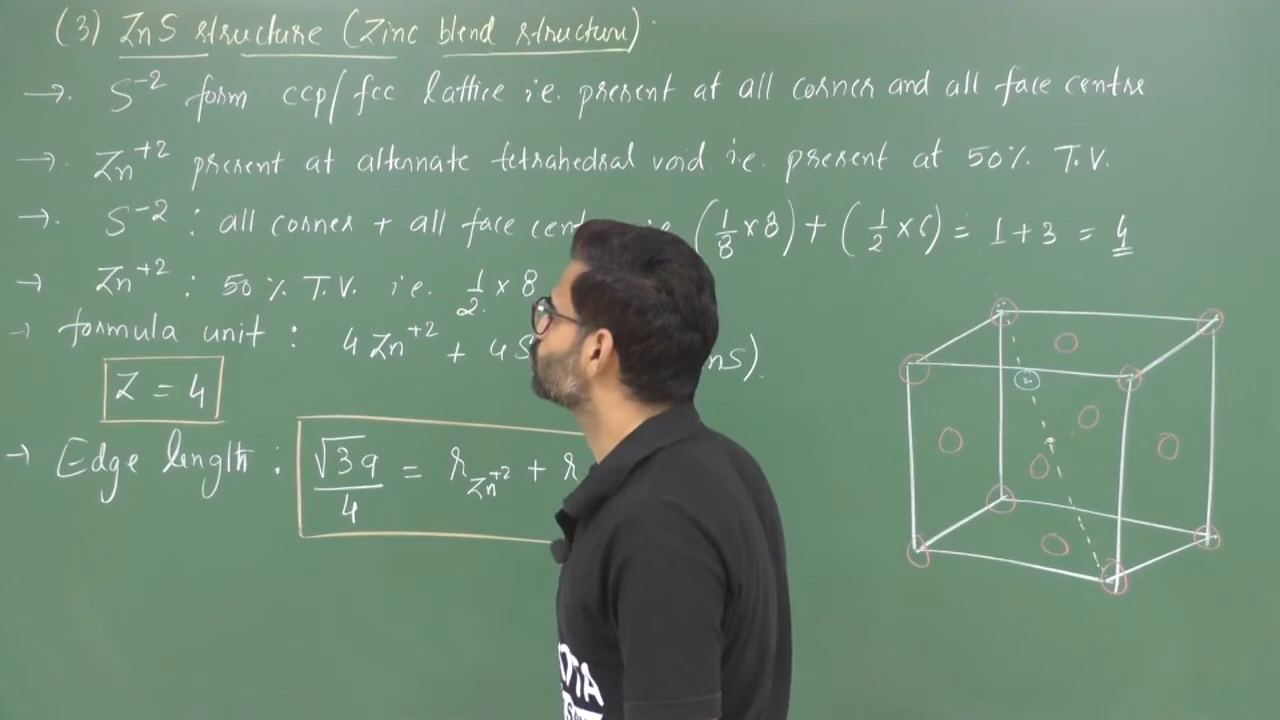 (3) ZnS structure (Zinc blend structure)
→ S⁻² form ccp/fcc lattice i.e. present at all corner and all face centre
→ Zn⁺² present at alternate tetrahedral void i.e. present at 50% T.V.
→ S⁻² : all corner + all face cen (1/8 × 8) + (1/2 × 6) = 1 + 3 = 4
→ Zn⁺² : 50% T.V. i.e. 1/2 × 8
→ formula unit : 4 Zn⁺² + 4S nS)
Z = 4
→ Edge length : √3a/4 = r Zn⁺² + r
OTA